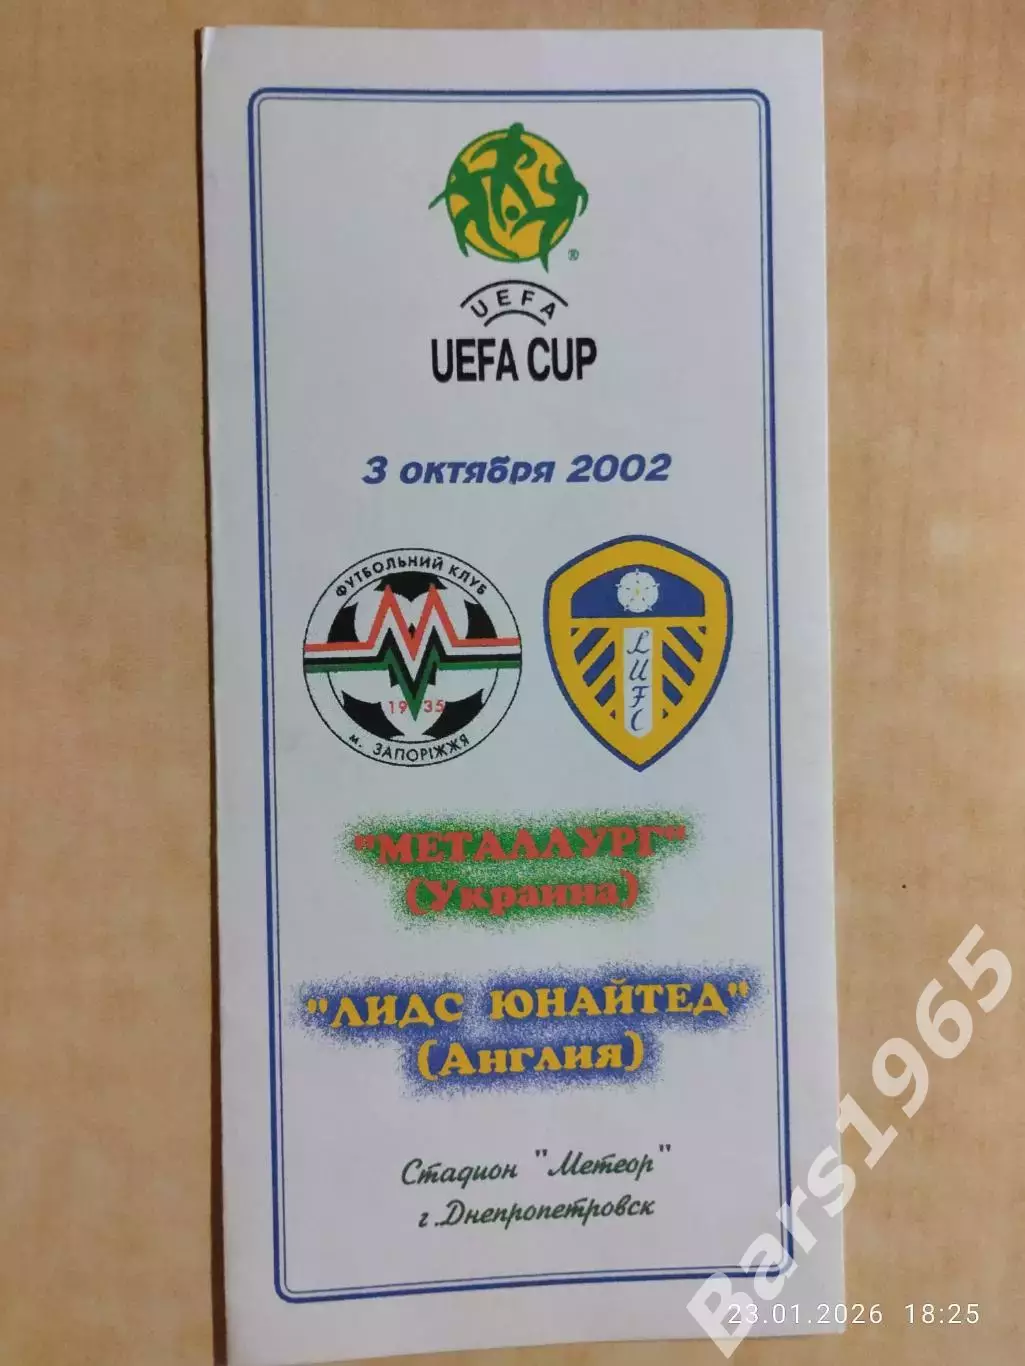 ®
UEFA
UEFA CUP
3 октября 2002
ФУТБОЛЬНИЙ КЛУБ
1935
м. ЗАПОРІЖЖЯ
LUFC
"МЕТАЛЛУРГ"
(Украина)
"ЛИДС ЮНАЙТЕД"
(Англия)
Стадион "Метеор"
г.Днепропетровск
Bars1965
23.01.2026 18:25